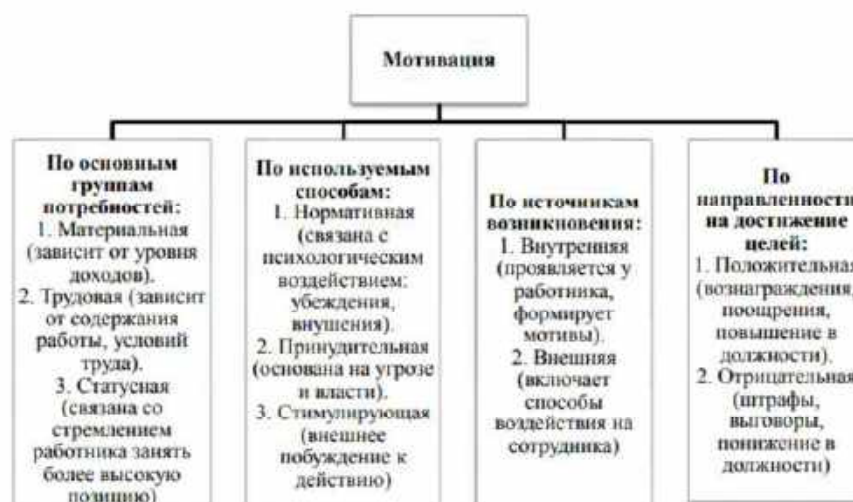 Мотивация
По основным
группам
потребностей:
1. Материальная
(зависит от уровня
доходов).
2. Трудовая (зависит
от содержания
работы, условий
труда).
3. Статусная
(связана со
стремлением
работника занять
более высокую
позицию)
По используемым
способам:
1. Нормативная
(связана с
психологическим
воздействием:
убеждения,
внушения).
2. Принудительная
(основана на угрозе
и власти).
3. Стимулирующая
(внешнее
побуждение к
действию)
По источникам
возникновения:
1. Внутренняя
(проявляется у
работника,
формирует
мотивы).
2. Внешняя
(включает
способы
воздействия на
сотрудника)
По
направленности
на достижение
целей:
1. Положительная
(вознаграждения,
поощрения,
повышение в
должности).
2. Отрицательная
(штрафы,
выговоры,
понижение в
должности)